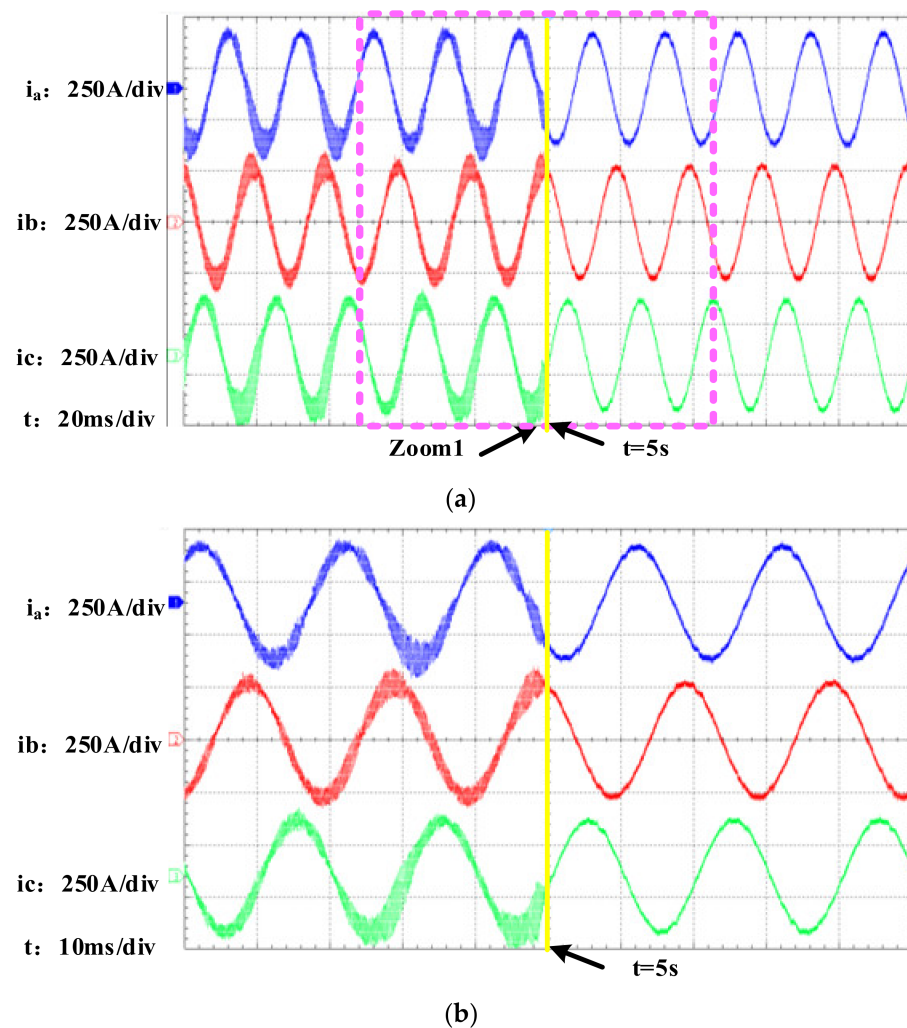 iₐ：250A/div
ib：250A/div
ic：250A/div
t：20ms/div
Zoom1
t=5s
(a)
iₐ：250A/div
ib：250A/div
ic：250A/div
t：10ms/div
t=5s
(b)